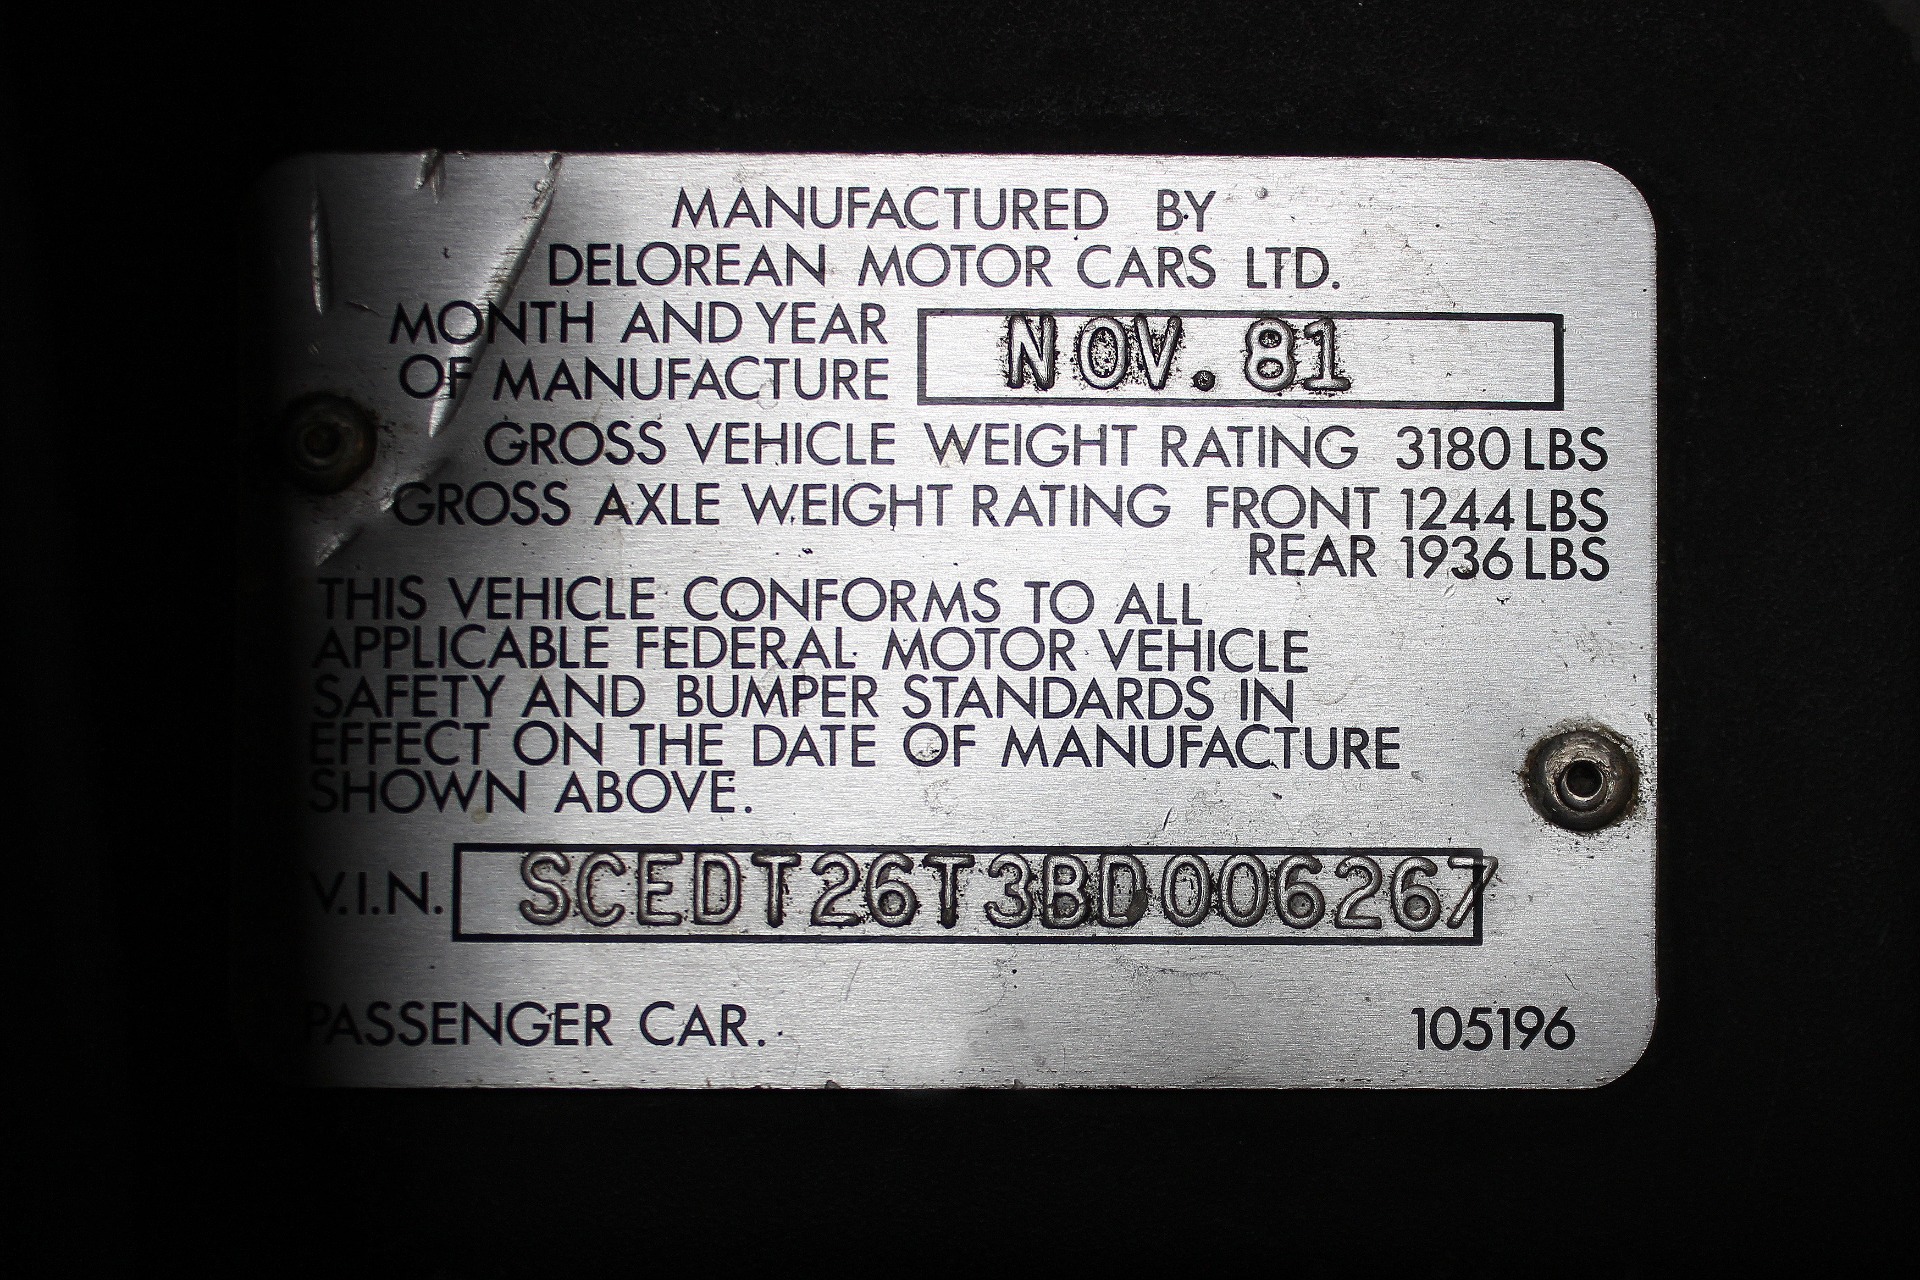 MANUFACTURED BY
DELOREAN MOTOR CARS LTD.
MONTH AND YEAR
OF MANUFACTURE NOV. 81
GROSS VEHICLE WEIGHT RATING 3180 LBS
GROSS AXLE WEIGHT RATING FRONT 1244 LBS
REAR 1936 LBS
THIS VEHICLE CONFORMS TO ALL
APPLICABLE FEDERAL MOTOR VEHICLE
SAFETY AND BUMPER STANDARDS IN
EFFECT ON THE DATE OF MANUFACTURE
SHOWN ABOVE.
V.I.N. SCEDT26T3BD006267
PASSENGER CAR. 105196